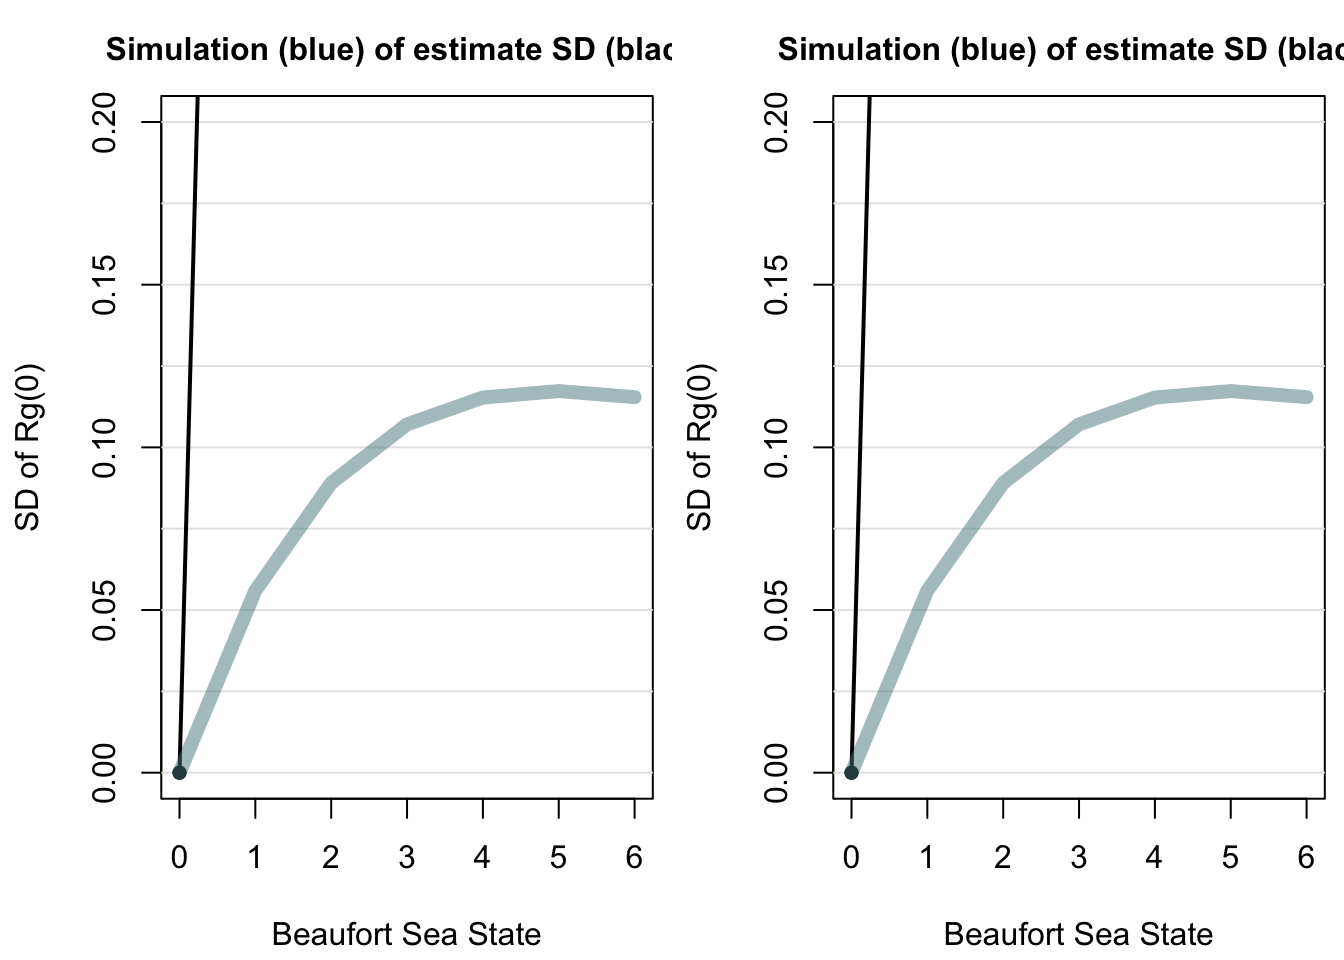 Simulation (blue) of estimate SD (blac
SD of Rg(0)
0.20
0.15
0.10
0.05
0.00
0 1 2 3 4 5 6
Beaufort Sea State
Simulation (blue) of estimate SD (blac
SD of Rg(0)
0.20
0.15
0.10
0.05
0.00
0 1 2 3 4 5 6
Beaufort Sea State